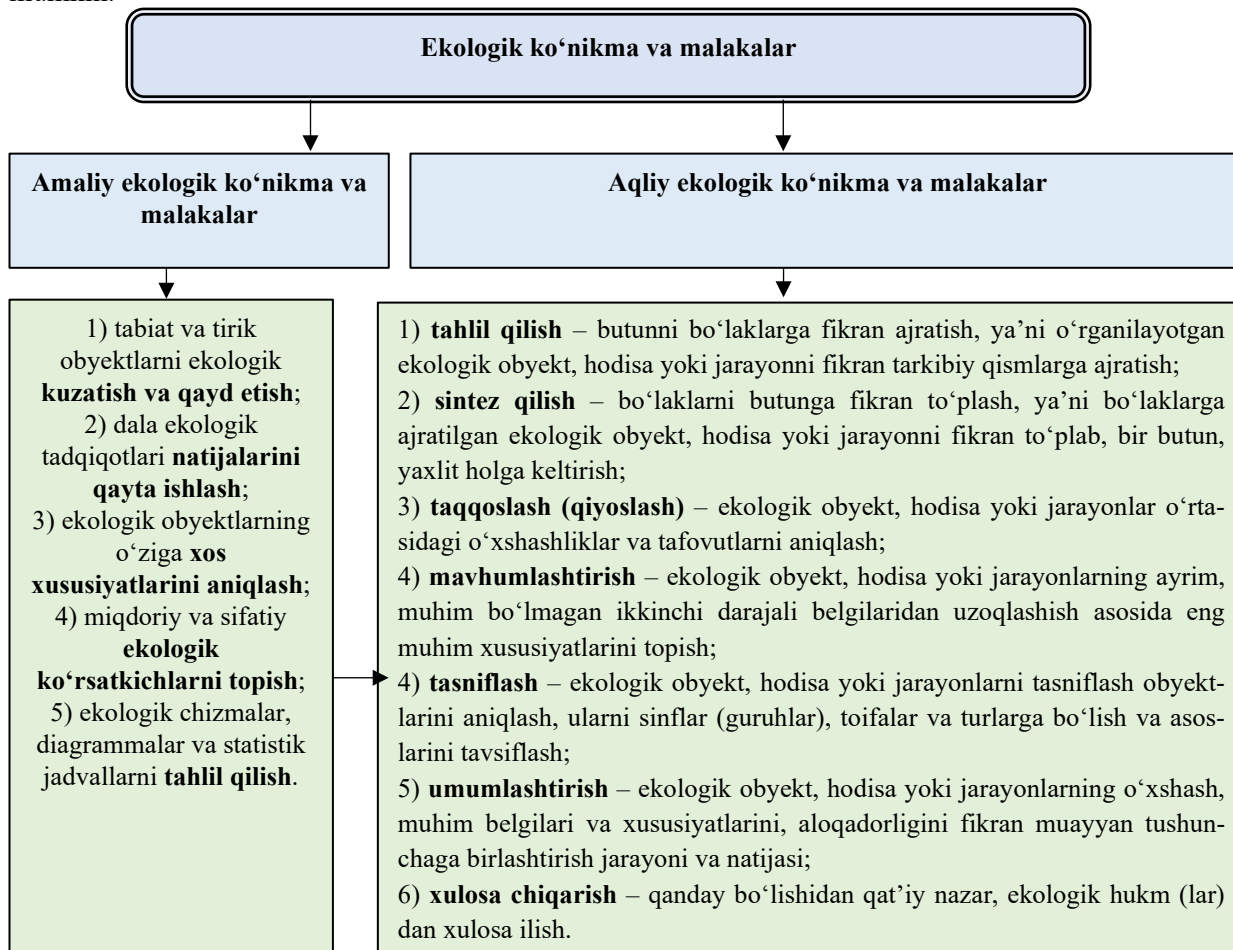 Ekologik ko‘nikma va malakalar
Amaliy ekologik ko‘nikma va
malakalar
Aqliy ekologik ko‘nikma va malakalar
1) tabiat va tirik
obyektlarni ekologik
kuzatish va qayd etish;
2) dala ekologik
tadqiqotlari natijalarini
qayta ishlash;
3) ekologik obyektlarning
o‘ziga xos
xususiyatlarini aniqlash;
4) miqdoriy va sifatiy
ekologik
ko‘rsatkichlarni topish;
5) ekologik chizmalar,
diagrammalar va statistik
jadvallarni tahlil qilish.
1) tahlil qilish – butunni bo‘laklarga fikran ajratish, ya’ni o‘rganilayotgan
ekologik obyekt, hodisa yoki jarayonni fikran tarkibiy qismlarga ajratish;
2) sintez qilish – bo‘laklarni butunga fikran to‘plash, ya’ni bo‘laklarga
ajratilgan ekologik obyekt, hodisa yoki jarayonni fikran to‘plab, bir butun,
yaxlit holga keltirish;
3) taqqoslash (qiyoslash) – ekologik obyekt, hodisa yoki jarayonlar o‘rta-
sidagi o‘xshashliklar va tafovutlarni aniqlash;
4) mavhumlashtirish – ekologik obyekt, hodisa yoki jarayonlarning ayrim,
muhim bo‘lmagan ikkinchi darajali belgilaridan uzoqlashish asosida eng
muhim xususiyatlarini topish;
4) tasniflash – ekologik obyekt, hodisa yoki jarayonlarni tasniflash obyekt-
larini aniqlash, ularni sinflar (guruhlar), toifalar va turlarga bo‘lish va asos-
larini tavsiflash;
5) umumlashtirish – ekologik obyekt, hodisa yoki jarayonlarning o‘xshash,
muhim belgilari va xususiyatlarini, aloqadorligini fikran muayyan tushun-
chaga birlashtirish jarayoni va natijasi;
6) xulosa chiqarish – qanday bo‘lishidan qat’iy nazar, ekologik hukm (lar)
dan xulosa ilish.